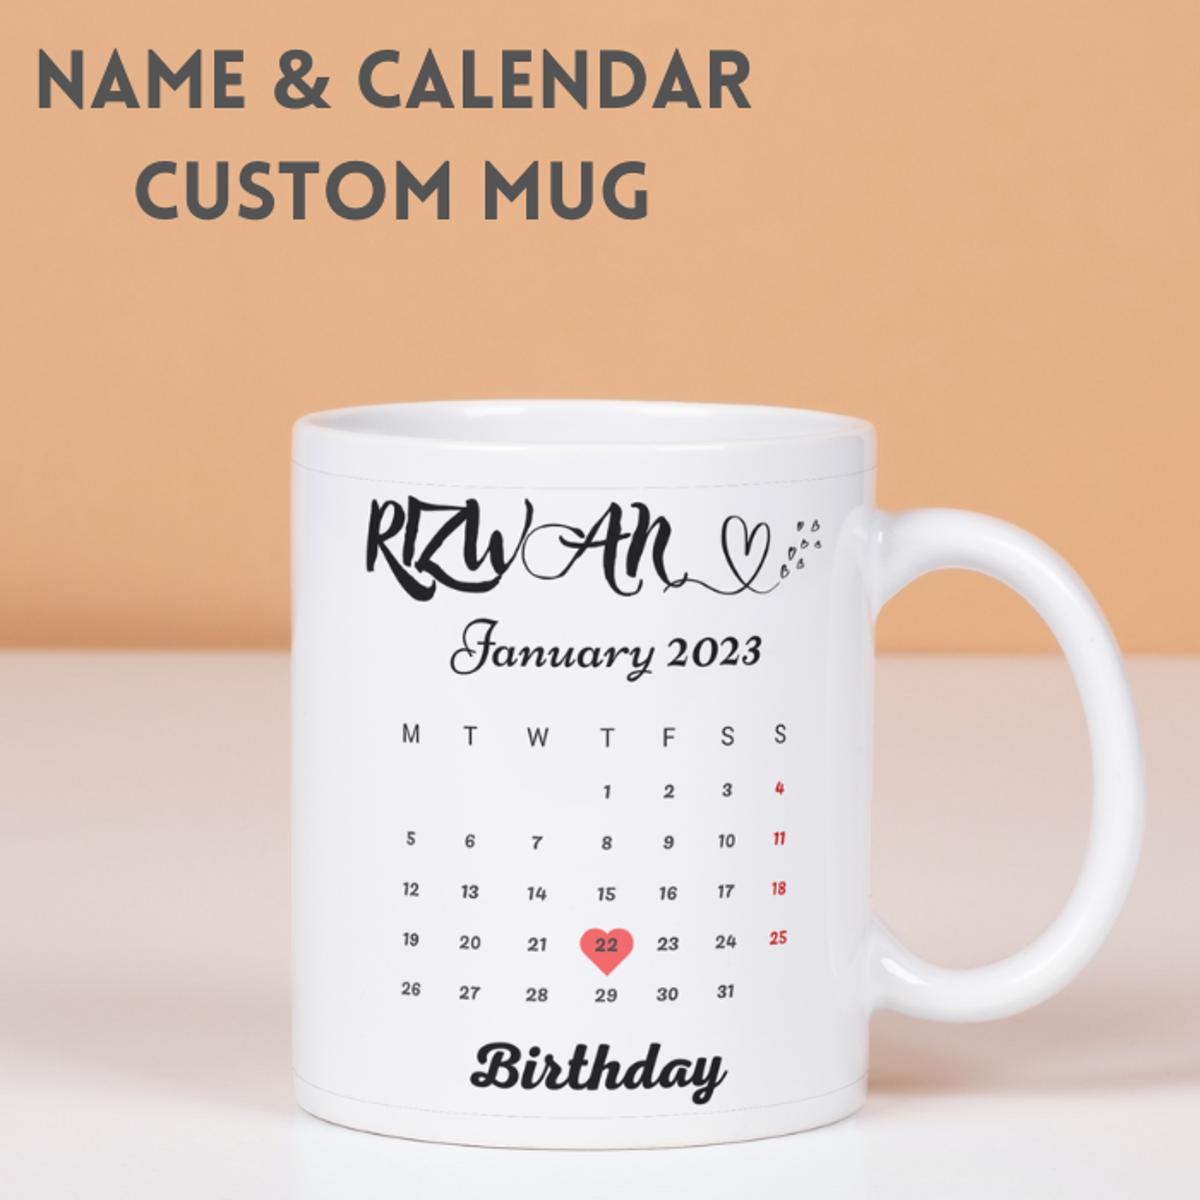 NAME & CALENDAR
CUSTOM MUG
RIZWAN
January 2023
M T W T F S S
1 2 3 4
5 6 7 8 9 10 11
12 13 14 15 16 17 18
19 20 21 22 23 24 25
26 27 28 29 30 31
Birthday